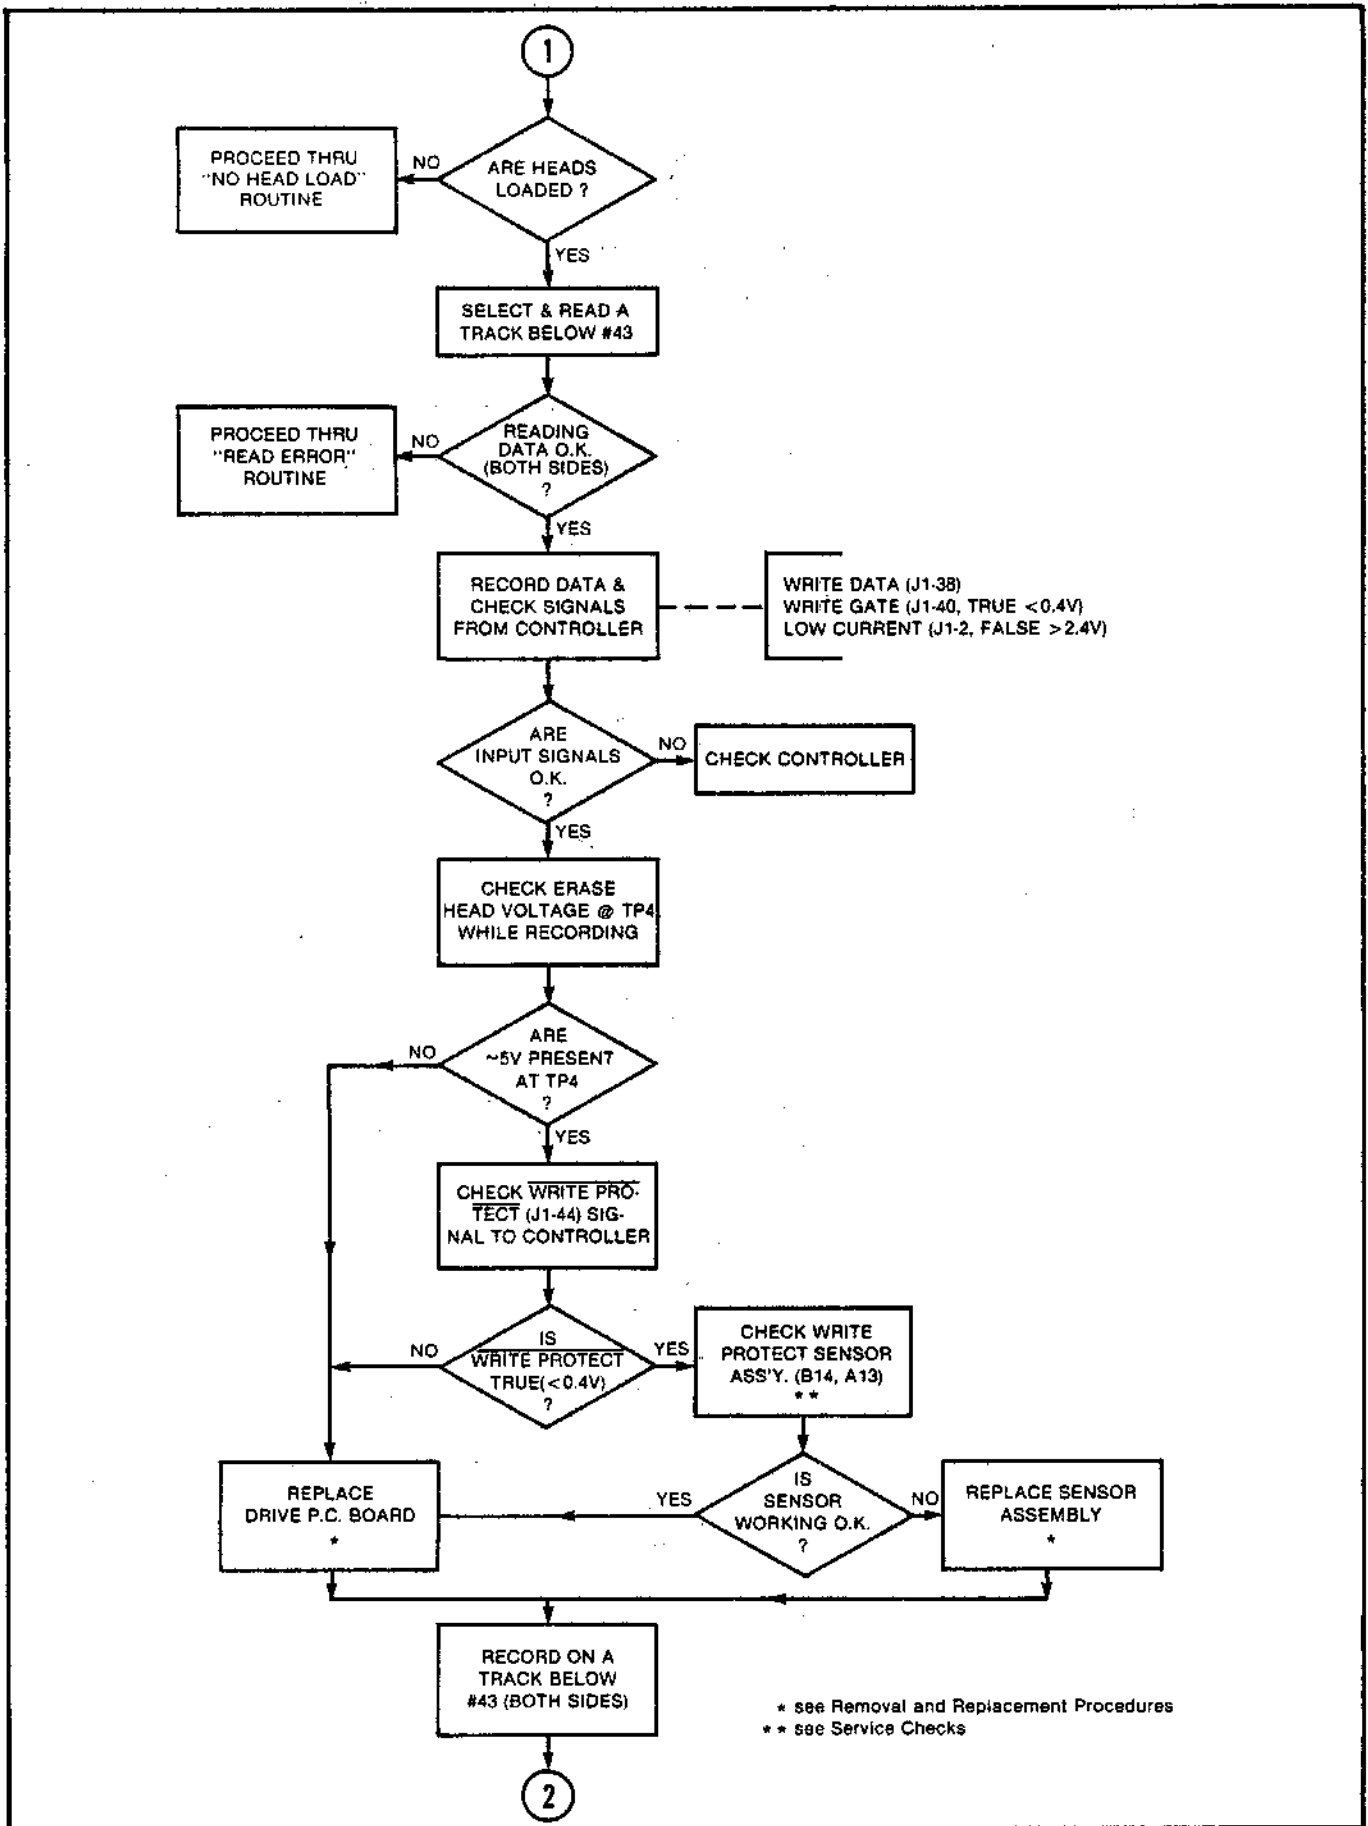 1
ARE HEADS
LOADED ?
NO
PROCEED THRU
"NO HEAD LOAD"
ROUTINE
YES
SELECT & READ A
TRACK BELOW #43
READING
DATA O.K.
(BOTH SIDES)
?
NO
PROCEED THRU
"READ ERROR"
ROUTINE
YES
RECORD DATA &
CHECK SIGNALS
FROM CONTROLLER
WRITE DATA (J1-38)
WRITE GATE (J1-40, TRUE <0.4V)
LOW CURRENT (J1-2, FALSE >2.4V)
ARE
INPUT SIGNALS
O.K.
?
NO
CHECK CONTROLLER
YES
CHECK ERASE
HEAD VOLTAGE @ TP4
WHILE RECORDING
ARE
~5V PRESENT
AT TP4
?
NO
YES
CHECK WRITE PRO-
TECT (J1-44) SIG-
NAL TO CONTROLLER
IS
WRITE PROTECT
TRUE(<0.4V)
?
NO
YES
CHECK WRITE
PROTECT SENSOR
ASS'Y. (B14, A13)
* *
IS
SENSOR
WORKING O.K.
?
YES
NO
REPLACE
DRIVE P.C. BOARD
*
REPLACE SENSOR
ASSEMBLY
*
RECORD ON A
TRACK BELOW
#43 (BOTH SIDES)
* see Removal and Replacement Procedures
* * see Service Checks
2